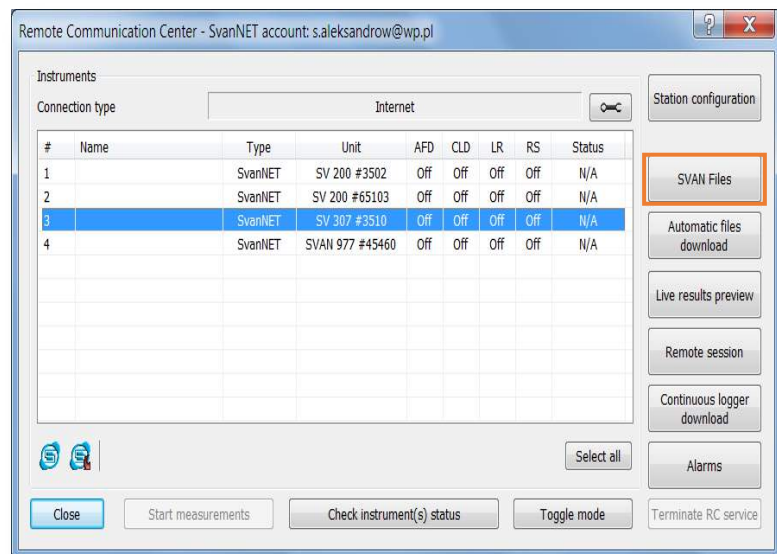 Remote Communication Center - SvanNET account: s.aleksandrow@wp.pl
Instruments
Connection type Internet
# Name Type Unit AFD CLD LR RS Status
1 SvanNET SV 200 #3502 Off Off Off Off N/A
2 SvanNET SV 200 #65103 Off Off Off Off N/A
3 SvanNET SV 307 #3510 Off Off Off Off N/A
4 SvanNET SVAN 977 #45460 Off Off Off Off N/A
Select all
Close Start measurements Check instrument(s) status Toggle mode
Station configuration
SVAN Files
Automatic files
download
Live results preview
Remote session
Continuous logger
download
Alarms
Terminate RC service